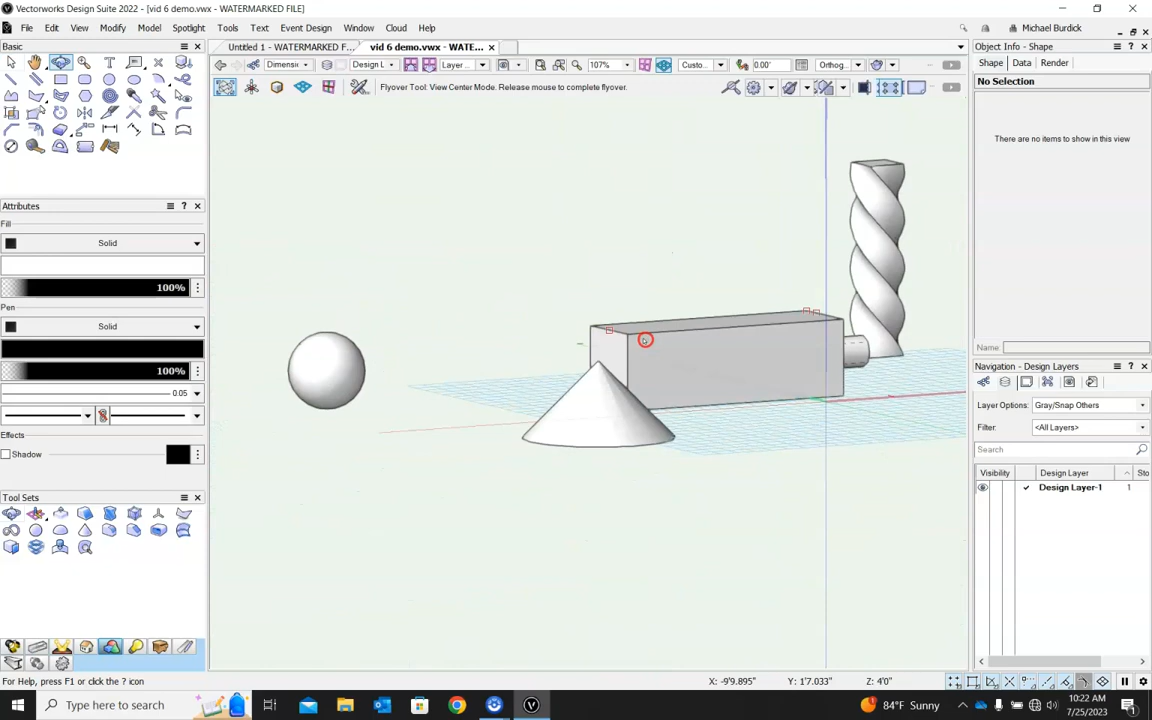 Vectorworks Design Suite 2022 - [vid 6 demo.vwx - WATERMARKED FILE]
File Edit View Modify Model Spotlight Tools Text Event Design Window Cloud Help
Michael Burdick
Basic
Untitled 1 - WATERMARKED F...
vid 6 demo.vwx - WATE...
Object Info - Shape
Dimensi
Design L
Layer ...
107%
Custo...
0.00°
Orthog...
Shape Data Render
Flyover Tool: View Center Mode. Release mouse to complete flyover.
No Selection
There are no items to show in this view
Attributes
Fill
Solid
100%
Pen
Solid
100%
0.05
Effects
Shadow
Name:
Navigation - Design Layers
Layer Options: Gray/Snap Others
Filter: <All Layers>
Search
Visibility Design Layer # Sto
Design Layer-1 1
Tool Sets
For Help, press F1 or click the ? icon
X: -9'9.895" Y: 1'7.033" Z: 4'0"
Type here to search
84°F Sunny
10:22 AM
7/25/2023